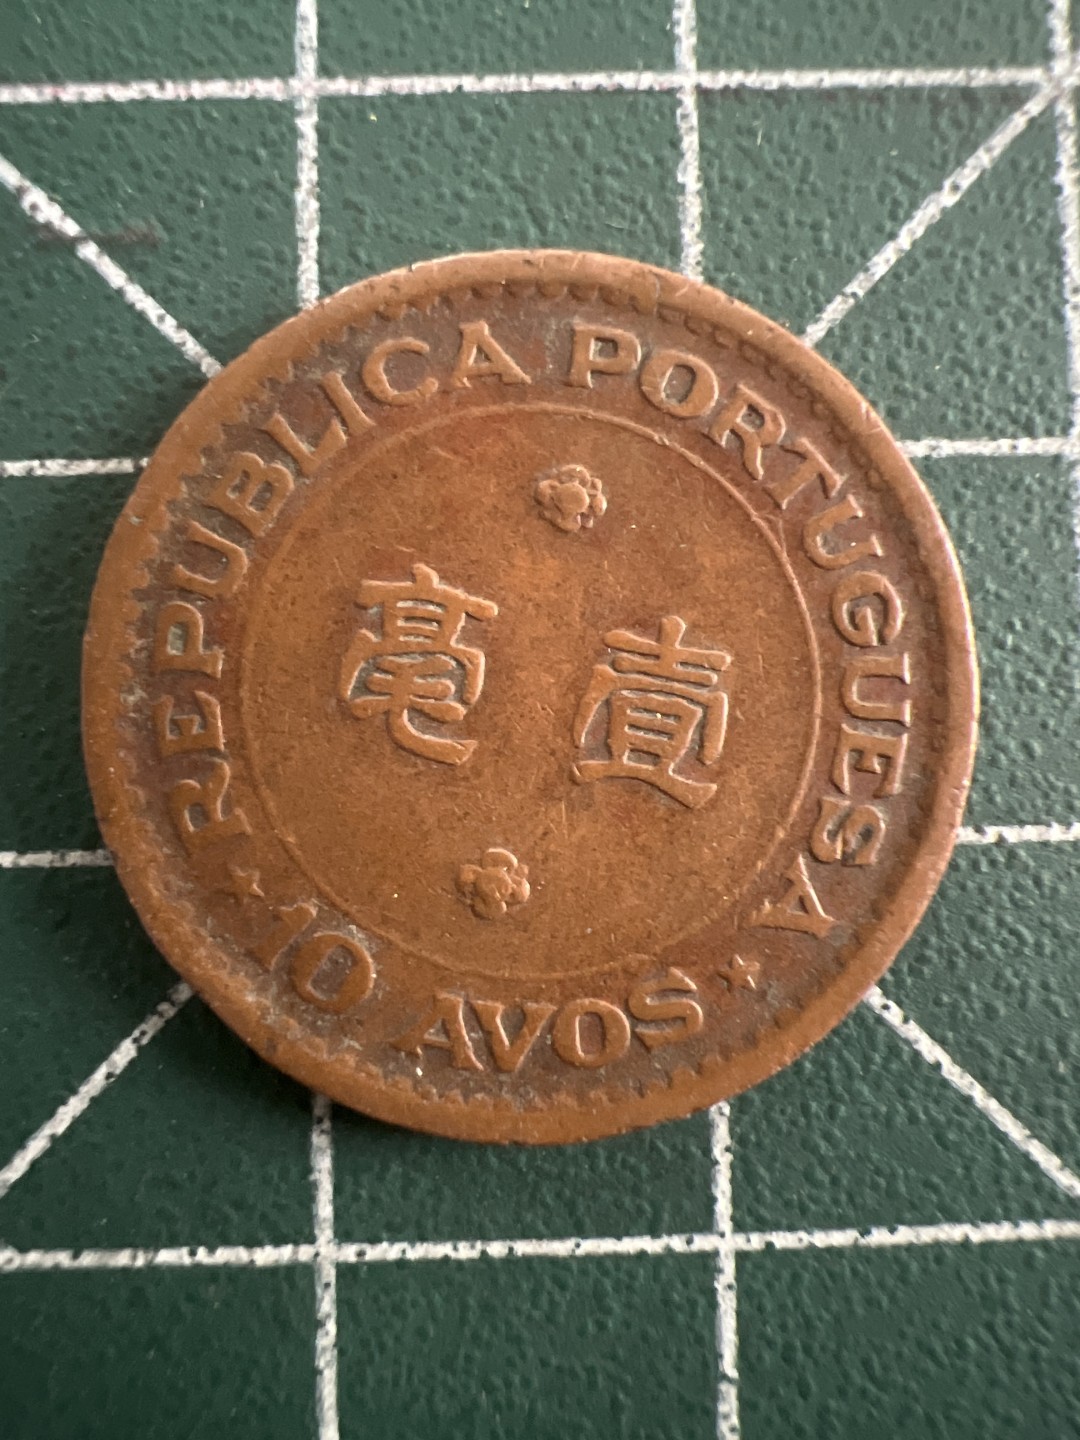 REPUBLICA PORTUGUESA
毫壹
★ 10 AVOS ★